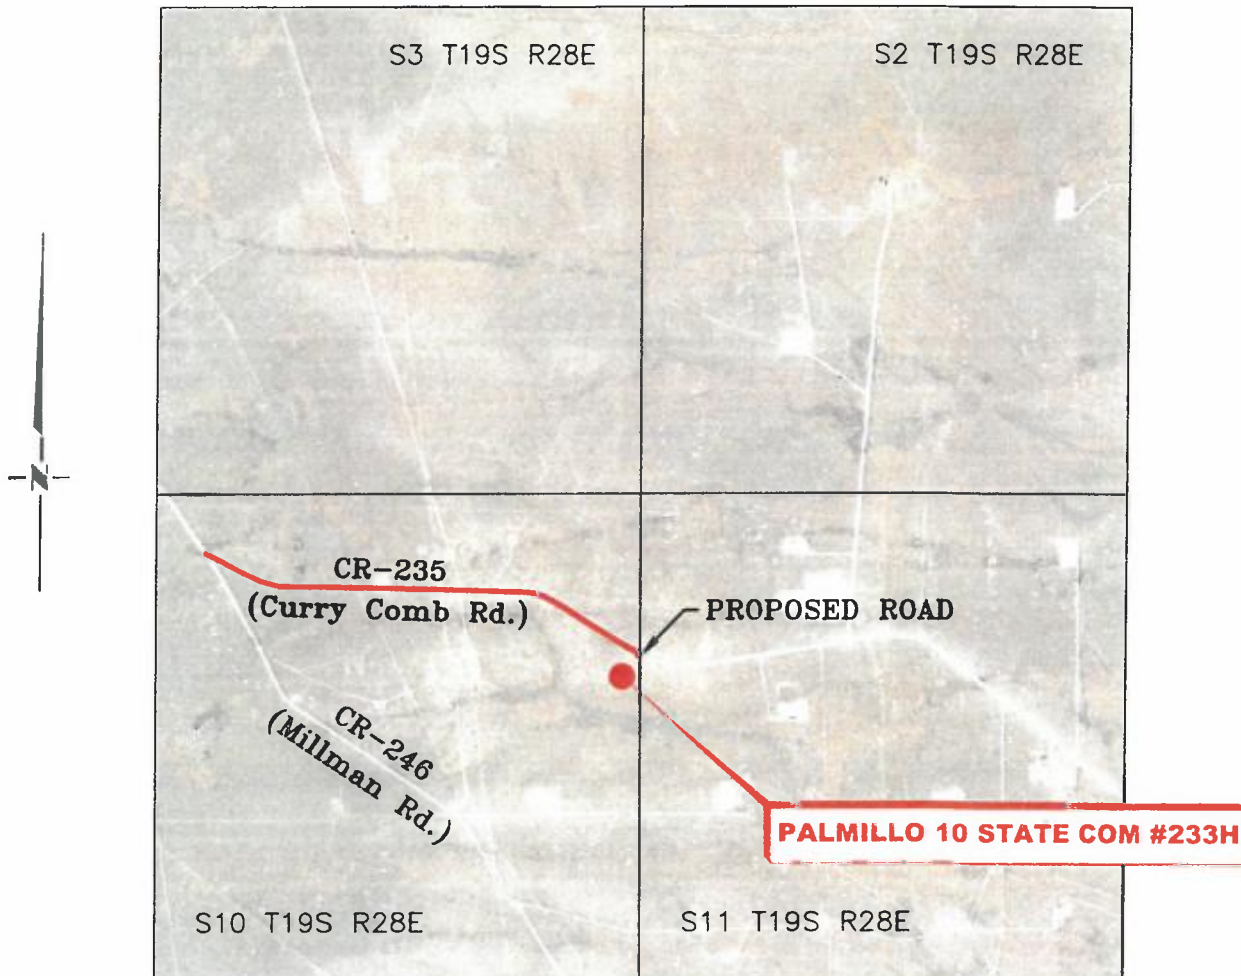 S3 T19S R28E
S2 T19S R28E
N
CR-235
(Curry Comb Rd.)
PROPOSED ROAD
CR-246
(Millman Rd.)
PALMILLO 10 STATE COM #233H
S10 T19S R28E
S11 T19S R28E